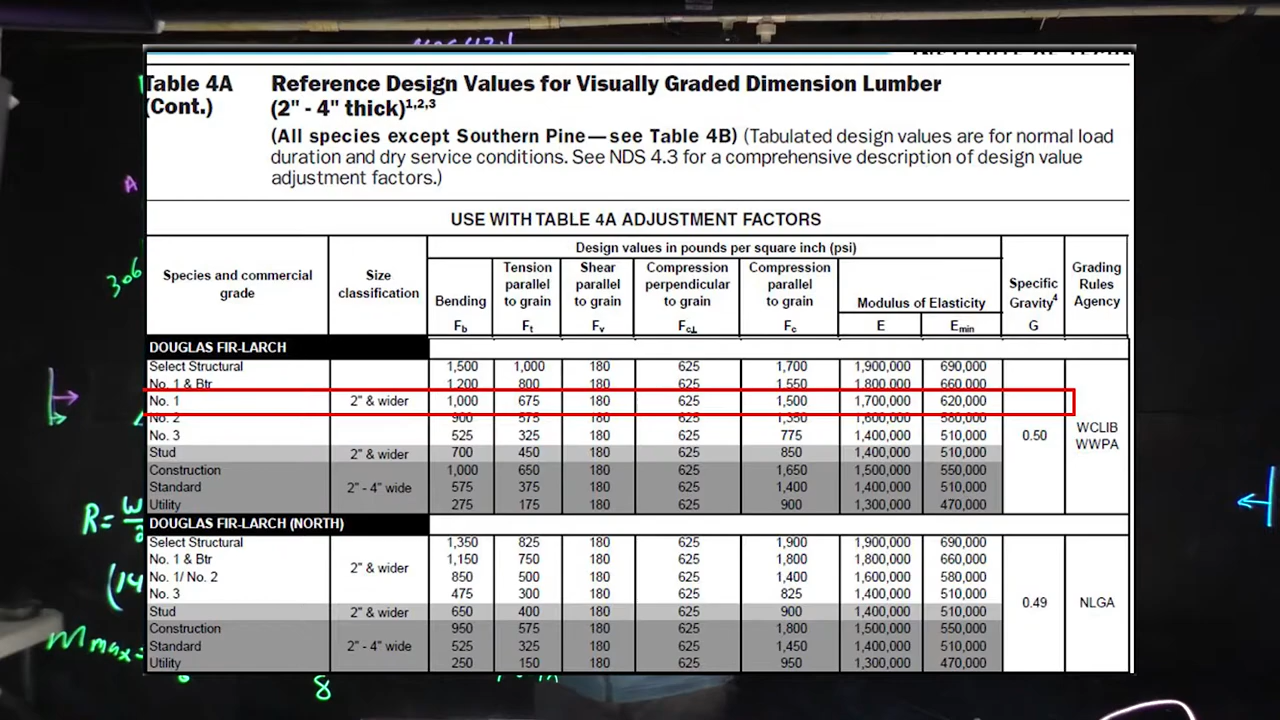 Table 4A Reference Design Values for Visually Graded Dimension Lumber
(Cont.) (2" - 4" thick)1,2,3
(All species except Southern Pine—see Table 4B) (Tabulated design values are for normal load
duration and dry service conditions. See NDS 4.3 for a comprehensive description of design value
adjustment factors.)
USE WITH TABLE 4A ADJUSTMENT FACTORS
Design values in pounds per square inch (psi)
Species and commercial grade Size classification Bending Fb Tension parallel to grain Ft Shear parallel to grain Fv Compression perpendicular to grain Fc⊥ Compression parallel to grain Fc Modulus of Elasticity E Emin Specific Gravity4 G Grading Rules Agency
DOUGLAS FIR-LARCH
Select Structural 1,500 1,000 180 625 1,700 1,900,000 690,000
No. 1 & Btr 1,200 800 180 625 1,550 1,800,000 660,000
No. 1 2" & wider 1,000 675 180 625 1,500 1,700,000 620,000
No. 2 900 575 180 625 1,350 1,600,000 580,000
No. 3 525 325 180 625 775 1,400,000 510,000 0.50 WCLIB WWPA
Stud 2" & wider 700 450 180 625 850 1,400,000 510,000
Construction 1,000 650 180 625 1,650 1,500,000 550,000
Standard 2" - 4" wide 575 375 180 625 1,400 1,400,000 510,000
Utility 275 175 180 625 900 1,300,000 470,000
DOUGLAS FIR-LARCH (NORTH)
Select Structural 1,350 825 180 625 1,900 1,900,000 690,000
No. 1 & Btr 2" & wider 1,150 750 180 625 1,800 1,800,000 660,000
No. 1/ No. 2 850 500 180 625 1,400 1,600,000 580,000
No. 3 475 300 180 625 825 1,400,000 510,000 0.49 NLGA
Stud 2" & wider 650 400 180 625 900 1,400,000 510,000
Construction 950 575 180 625 1,800 1,500,000 550,000
Standard 2" - 4" wide 525 325 180 625 1,450 1,400,000 510,000
Utility 250 150 180 625 950 1,300,000 470,000
A
306
R=
(14
Mmax=
8